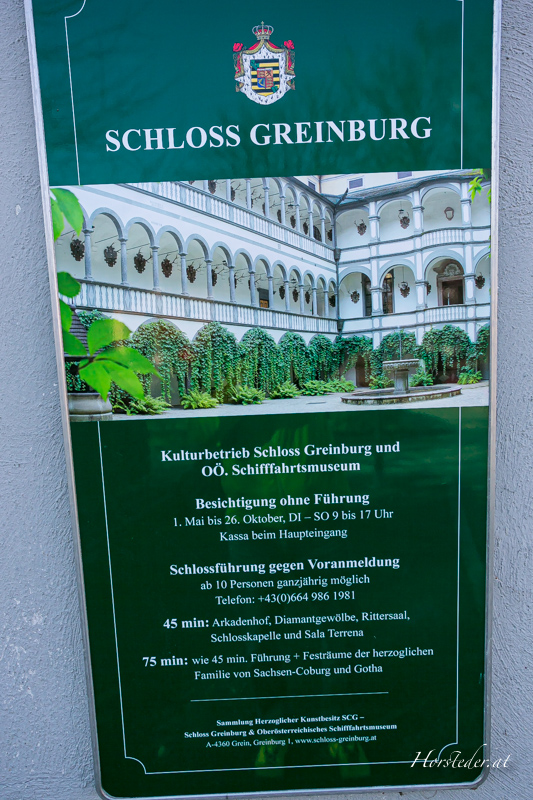 SCHLOSS GREINBURG
Kulturbetrieb Schloss Greinburg und
OÖ. Schifffahrtsmuseum
Besichtigung ohne Führung
1. Mai bis 26. Oktober, DI – SO 9 bis 17 Uhr
Kassa beim Haupteingang
Schlossführung gegen Voranmeldung
ab 10 Personen ganzjährig möglich
Telefon: +43(0)664 986 1981
45 min: Arkadenhof, Diamantgewölbe, Rittersaal,
Schlosskapelle und Sala Terrena
75 min: wie 45 min. Führung + Festräume der herzoglichen
Familie von Sachsen-Coburg und Gotha
Sammlung Herzoglicher Kunstbesitz SCG –
Schloss Greinburg & Oberösterreichisches Schifffahrtsmuseum
A-4360 Grein, Greinburg 1, www.schloss-greinburg.at
Horsteder.at